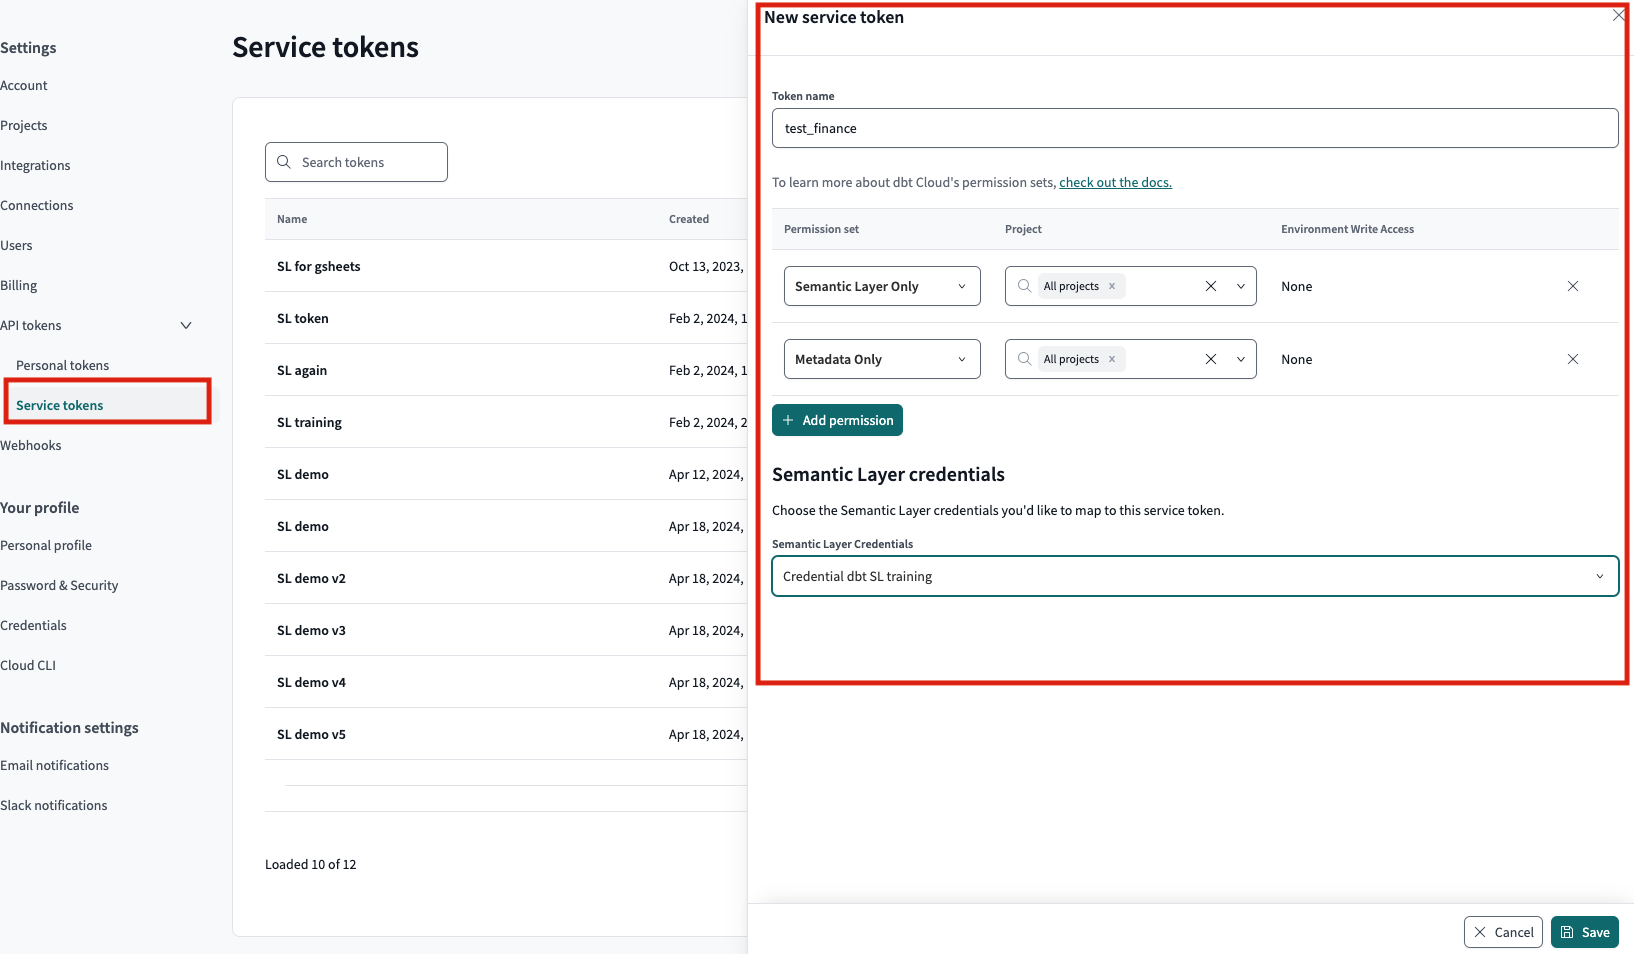 Settings
Account
Projects
Integrations
Connections
Users
Billing
API tokens
Personal tokens
Service tokens
Webhooks
Your profile
Personal profile
Password & Security
Credentials
Cloud CLI
Notification settings
Email notifications
Slack notifications
Service tokens
Search tokens
Name Created
SL for gsheets Oct 13, 2023,
SL token Feb 2, 2024, 1
SL again Feb 2, 2024, 1
SL training Feb 2, 2024, 2
SL demo Apr 12, 2024,
SL demo Apr 18, 2024,
SL demo v2 Apr 18, 2024,
SL demo v3 Apr 18, 2024,
SL demo v4 Apr 18, 2024,
SL demo v5 Apr 18, 2024,
Loaded 10 of 12
New service token
Token name
test_finance
To learn more about dbt Cloud's permission sets, check out the docs.
Permission set Project Environment Write Access
Semantic Layer Only All projects None
Metadata Only All projects None
Add permission
Semantic Layer credentials
Choose the Semantic Layer credentials you'd like to map to this service token.
Semantic Layer Credentials
Credential dbt SL training
Cancel Save